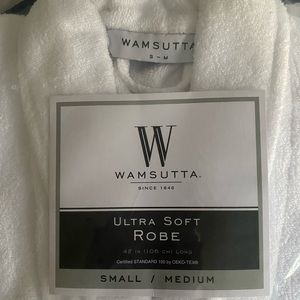 WAMSUTTA
S - M
W
WAMSUTTA®
SINCE 1846
ULTRA SOFT
ROBE
42 in (106 cm) LONG
Certified STANDARD 100 by OEKO-TEX®
SMALL / MEDIUM